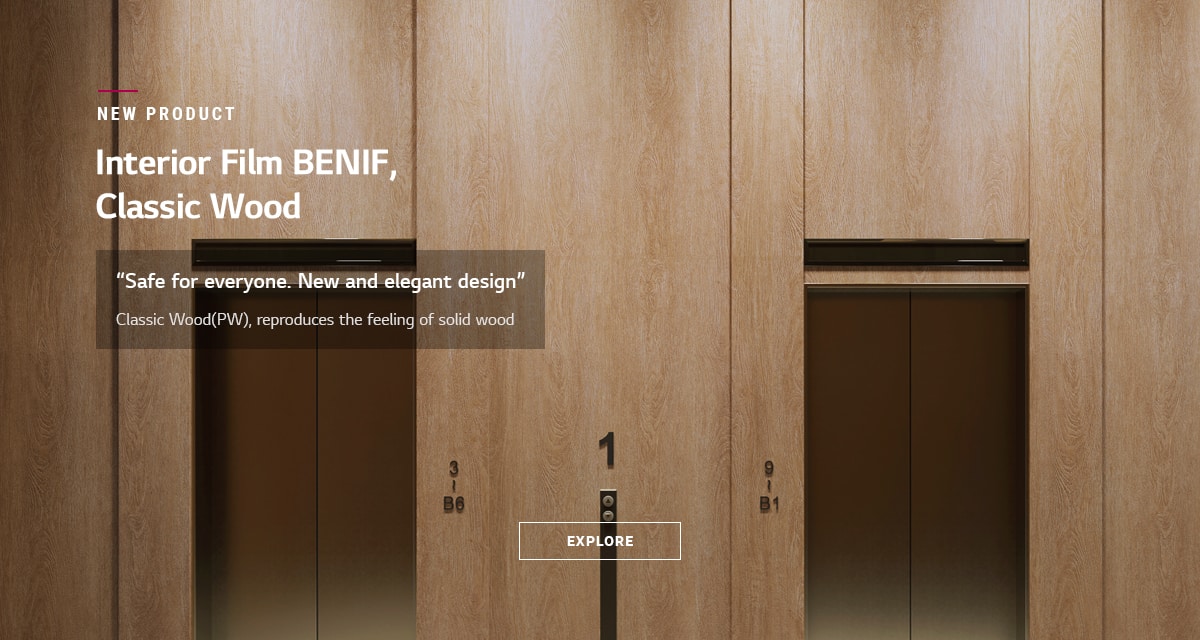 NEW PRODUCT
Interior Film BENIF,
Classic Wood
“Safe for everyone. New and elegant design”
Classic Wood(PW), reproduces the feeling of solid wood
1
3
~
B6
9
~
B1
EXPLORE